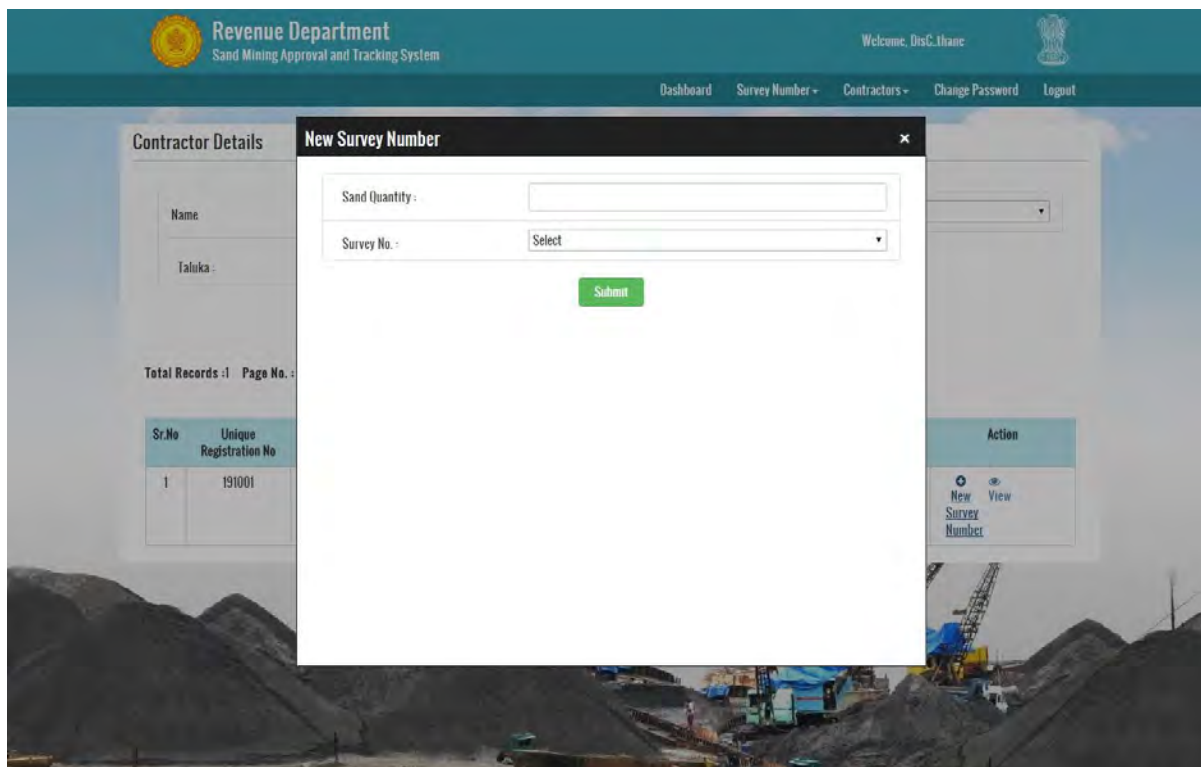 Revenue Department
Sand Mining Approval and Tracking System
Welcome, DisC_thane
Dashboard Survey Number Contractors Change Password Logout
Contractor Details
New Survey Number ×
Name
Sand Quantity :
Survey No. : Select
Taluka :
Submit
Total Records :1 Page No. :
Sr.No Unique Registration No Action
1 191001 New Survey Number View